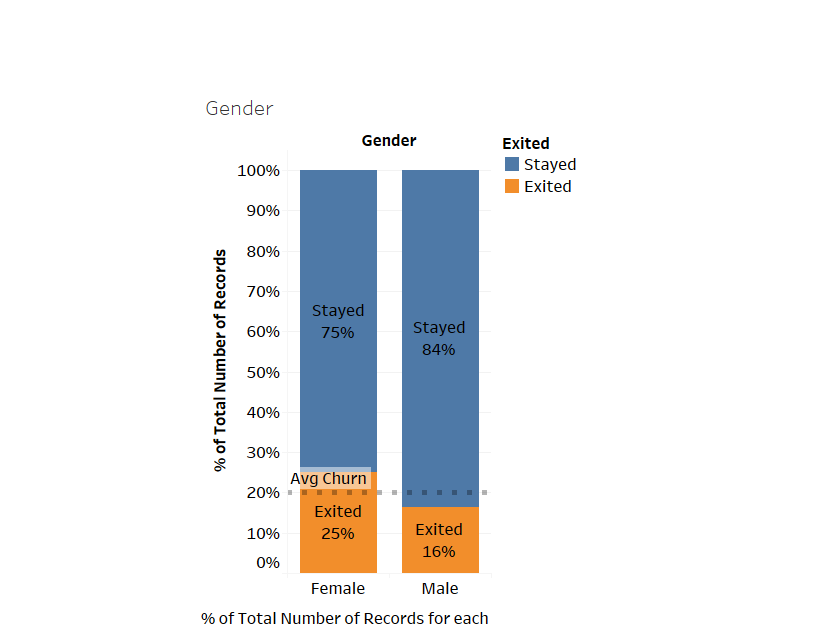 Gender
Gender
Exited
Stayed
Exited
% of Total Number of Records
100%
90%
80%
70%
60%
50%
40%
30%
20%
10%
0%
Stayed
75%
Stayed
84%
Avg Churn
Exited
25%
Exited
16%
Female
Male
% of Total Number of Records for each